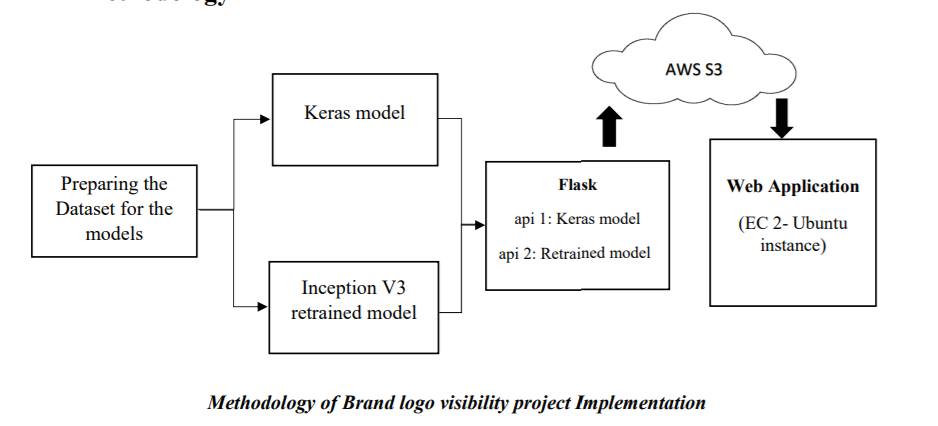 AWS S3
Keras model
Preparing the
Dataset for the
models
Inception V3
retrained model
Flask
api 1: Keras model
api 2: Retrained model
Web Application
(EC 2- Ubuntu
instance)
Methodology of Brand logo visibility project Implementation